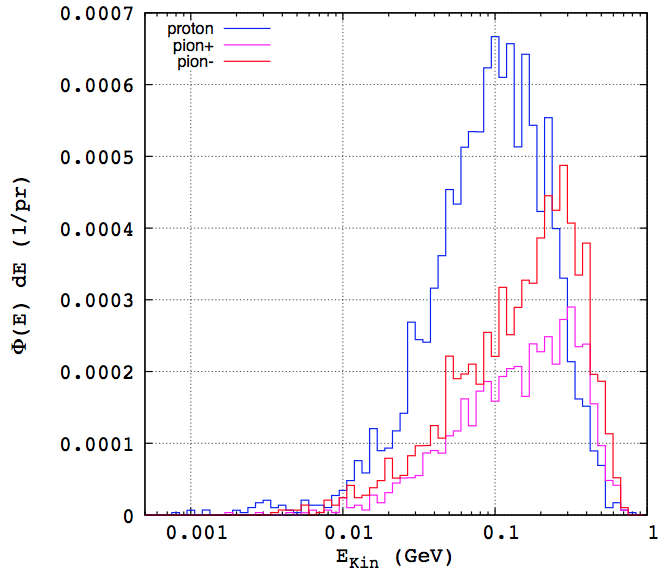 0.0007
0.0006
0.0005
0.0004
0.0003
0.0002
0.0001
0
proton
pion+
pion-
Φ(E) dE (1/pr)
0.001
0.01
0.1
1
E_Kin (GeV)